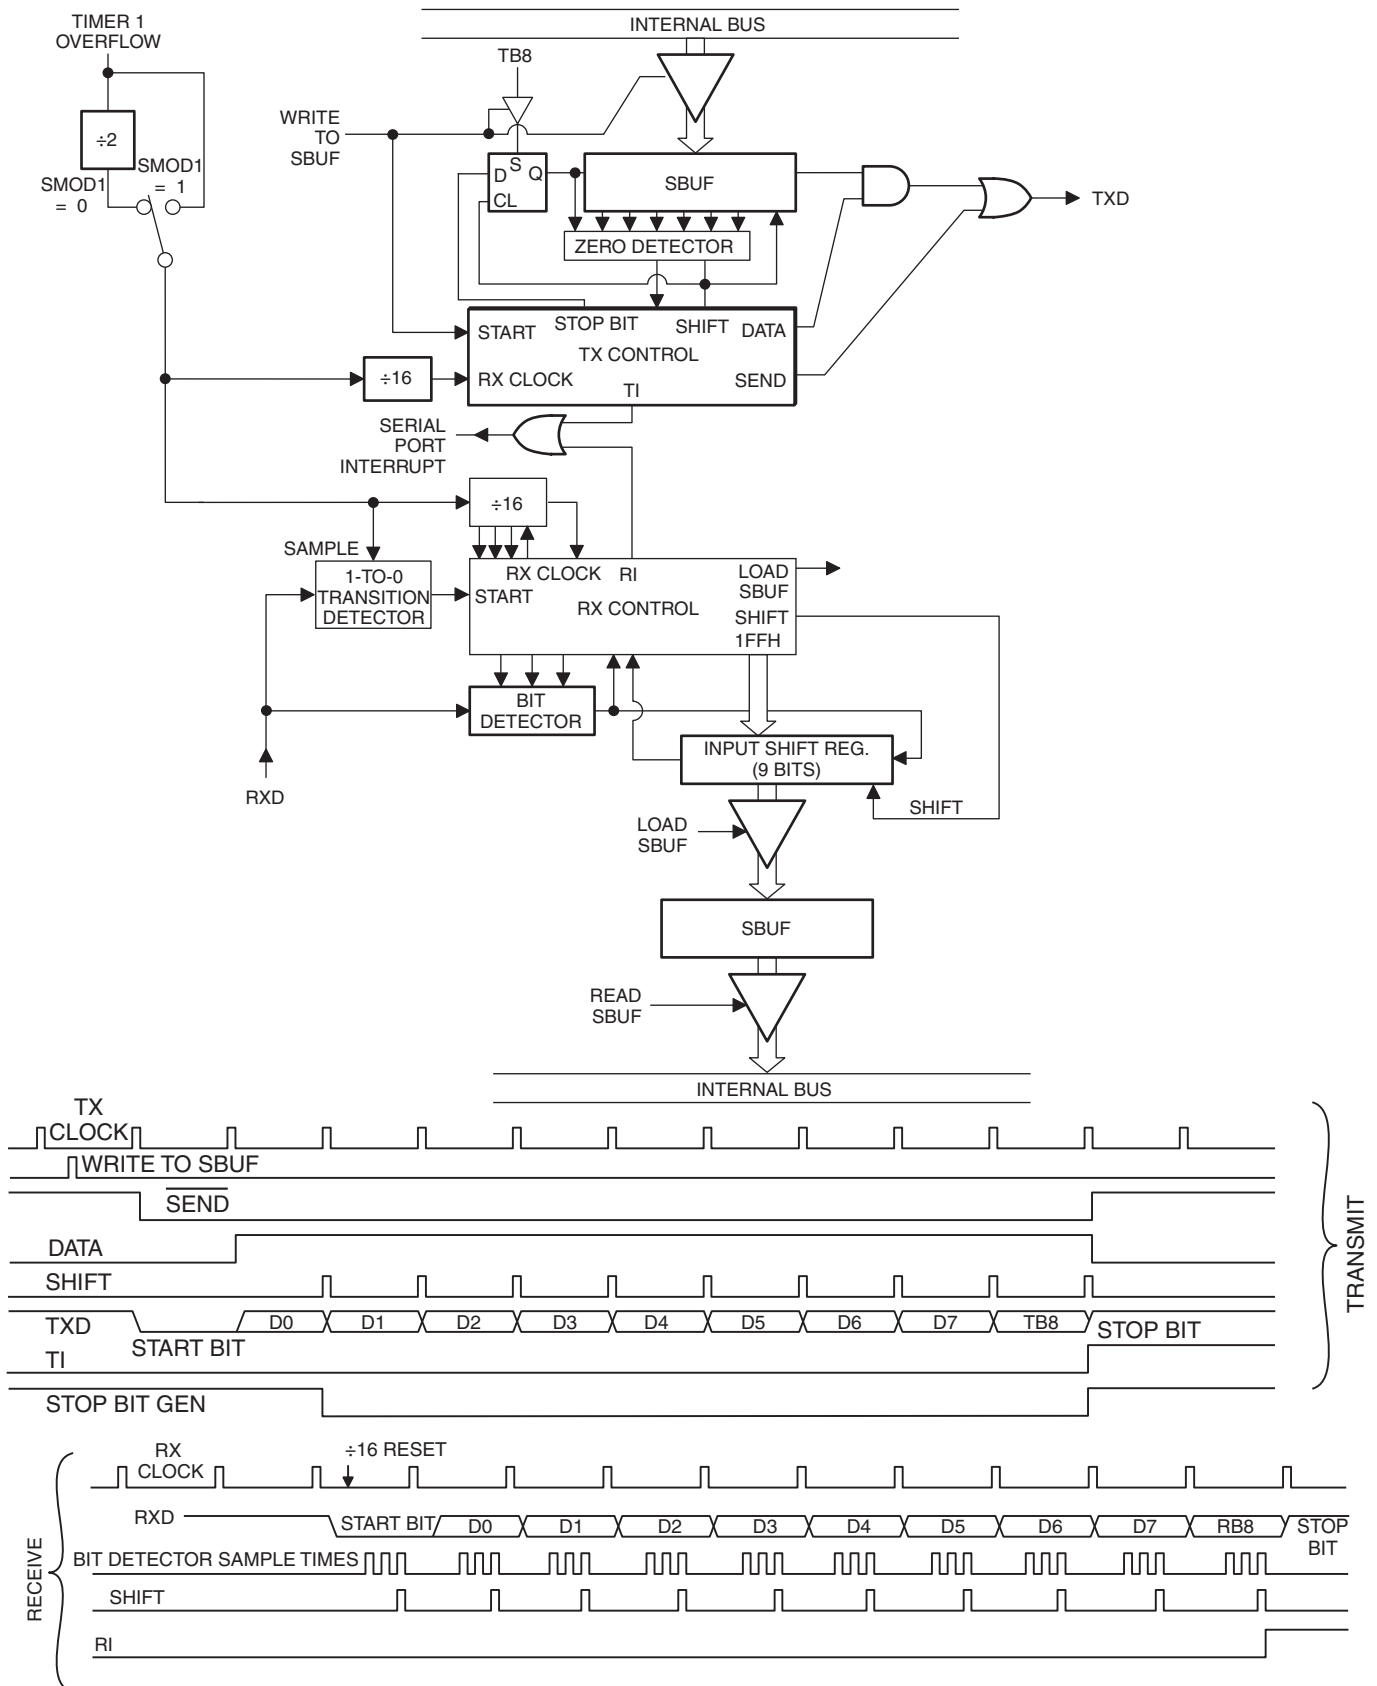 TIMER 1
OVERFLOW
÷2
SMOD1
= 0
SMOD1
= 1
INTERNAL BUS
TB8
WRITE
TO
SBUF
S
D
Q
CL
SBUF
ZERO DETECTOR
TXD
STOP BIT
SHIFT
DATA
START
TX CONTROL
÷16
RX CLOCK
SEND
TI
SERIAL
PORT
INTERRUPT
÷16
SAMPLE
1-TO-0
TRANSITION
DETECTOR
RX CLOCK
RI
LOAD
SBUF
START
RX CONTROL
SHIFT
1FFH
BIT
DETECTOR
INPUT SHIFT REG.
(9 BITS)
RXD
SHIFT
LOAD
SBUF
SBUF
READ
SBUF
INTERNAL BUS
TX
CLOCK
WRITE TO SBUF
SEND
DATA
SHIFT
TXD
START BIT
D0
D1
D2
D3
D4
D5
D6
D7
TB8
STOP BIT
TI
STOP BIT GEN
TRANSMIT
RX
CLOCK
÷16 RESET
RXD
START BIT
D0
D1
D2
D3
D4
D5
D6
D7
RB8
STOP
BIT
BIT DETECTOR SAMPLE TIMES
SHIFT
RI
RECEIVE